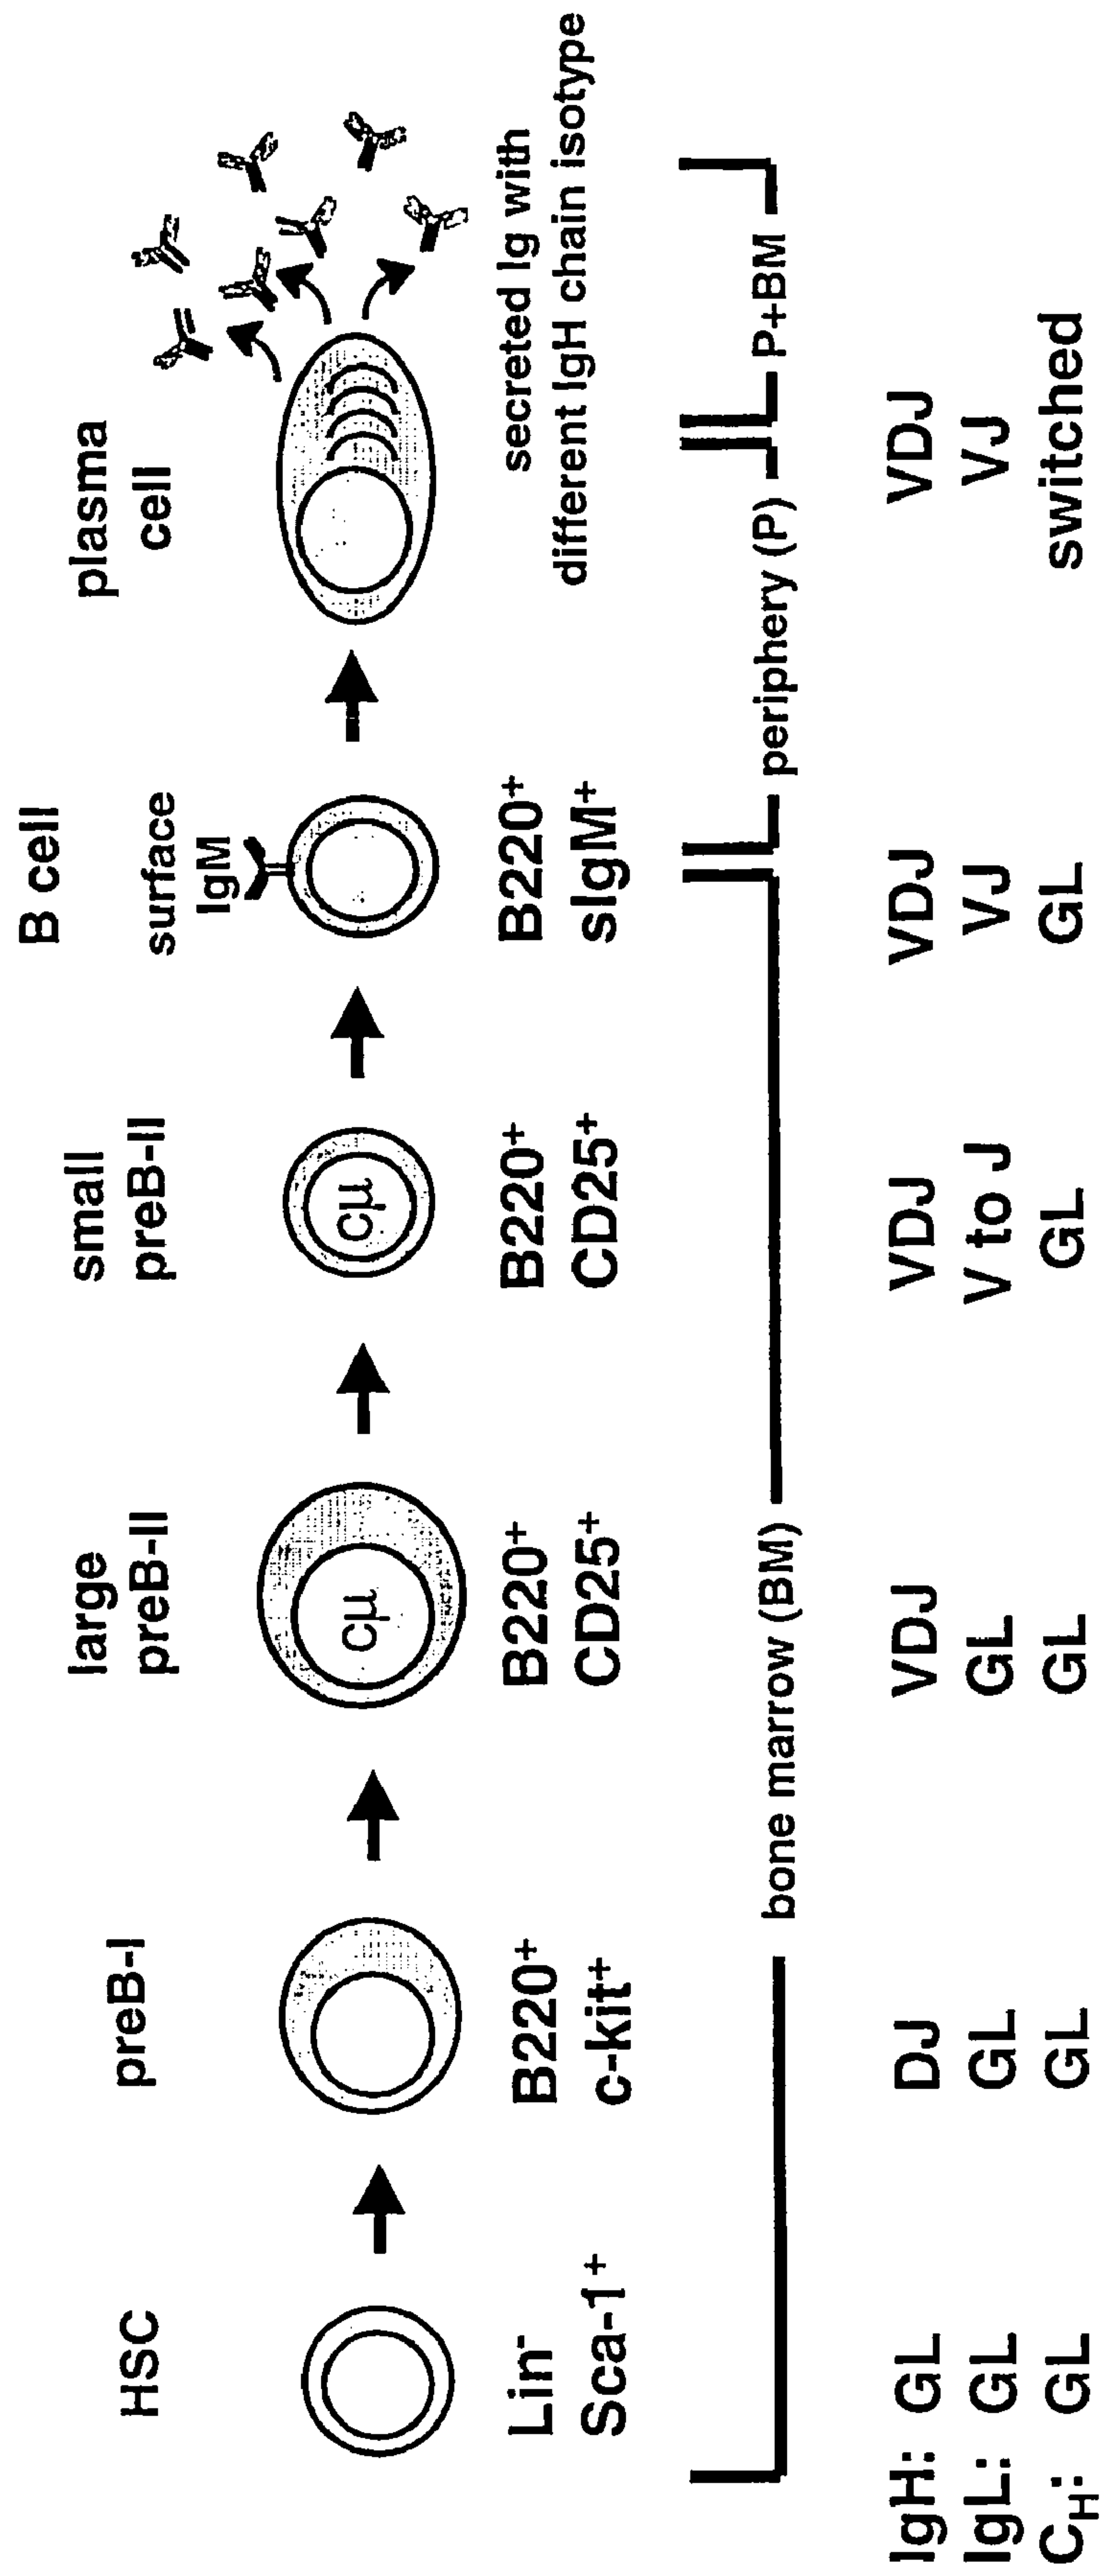 HSC
preB-I
large
preB-II
small
preB-II
B cell
plasma
cell
surface
IgM
cμ
cμ
Lin⁻
Sca-1⁺
B220⁺
c-kit⁺
B220⁺
CD25⁺
B220⁺
CD25⁺
B220⁺
sIgM⁺
secreted Ig with
different IgH chain isotype
bone marrow (BM)
periphery (P)
P+BM
IgH: GL DJ VDJ VDJ VDJ VDJ
IgL: GL GL GL V to J VJ VJ
C_H: GL GL GL GL GL switched